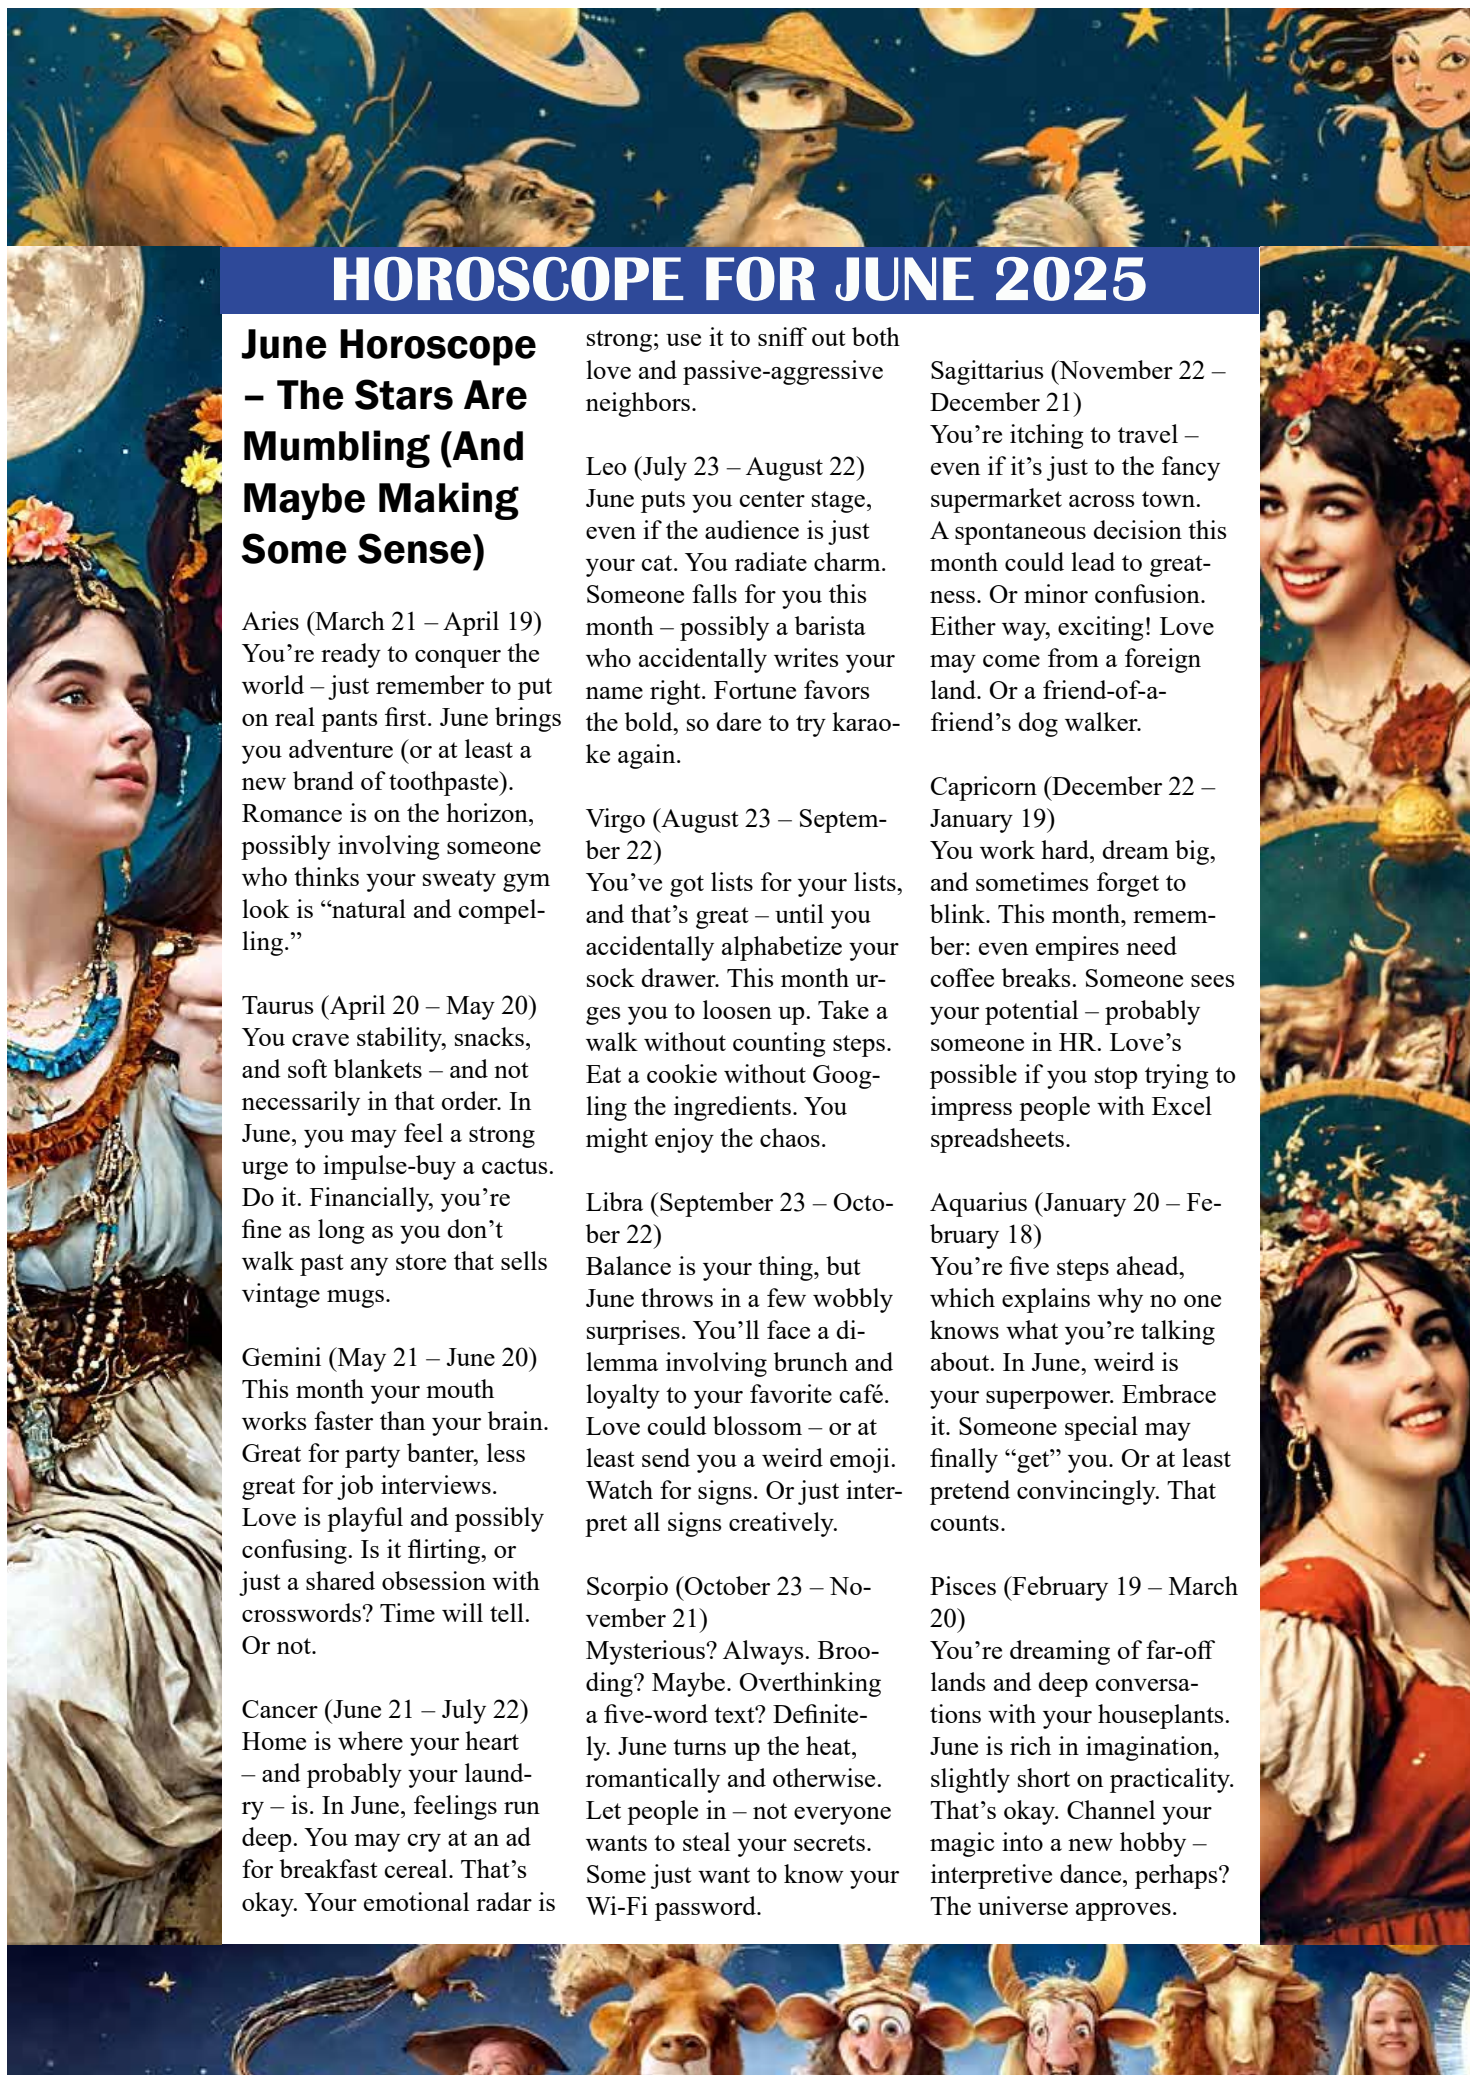 HOROSCOPE FOR JUNE 2025
June Horoscope
– The Stars Are
Mumbling (And
Maybe Making
Some Sense)
Aries (March 21 – April 19)
You’re ready to conquer the
world – just remember to put
on real pants first. June brings
you adventure (or at least a
new brand of toothpaste).
Romance is on the horizon,
possibly involving someone
who thinks your sweaty gym
look is “natural and compel-
ling.”
Taurus (April 20 – May 20)
You crave stability, snacks,
and soft blankets – and not
necessarily in that order. In
June, you may feel a strong
urge to impulse-buy a cactus.
Do it. Financially, you’re
fine as long as you don’t
walk past any store that sells
vintage mugs.
Gemini (May 21 – June 20)
This month your mouth
works faster than your brain.
Great for party banter, less
great for job interviews.
Love is playful and possibly
confusing. Is it flirting, or
just a shared obsession with
crosswords? Time will tell.
Or not.
Cancer (June 21 – July 22)
Home is where your heart
– and probably your laund-
ry – is. In June, feelings run
deep. You may cry at an ad
for breakfast cereal. That’s
okay. Your emotional radar is
strong; use it to sniff out both
love and passive-aggressive
neighbors.
Leo (July 23 – August 22)
June puts you center stage,
even if the audience is just
your cat. You radiate charm.
Someone falls for you this
month – possibly a barista
who accidentally writes your
name right. Fortune favors
the bold, so dare to try karao-
ke again.
Virgo (August 23 – Septem-
ber 22)
You’ve got lists for your lists,
and that’s great – until you
accidentally alphabetize your
sock drawer. This month ur-
ges you to loosen up. Take a
walk without counting steps.
Eat a cookie without Goog-
ling the ingredients. You
might enjoy the chaos.
Libra (September 23 – Octo-
ber 22)
Balance is your thing, but
June throws in a few wobbly
surprises. You’ll face a di-
lemma involving brunch and
loyalty to your favorite café.
Love could blossom – or at
least send you a weird emoji.
Watch for signs. Or just inter-
pret all signs creatively.
Scorpio (October 23 – No-
vember 21)
Mysterious? Always. Broo-
ding? Maybe. Overthinking
a five-word text? Definite-
ly. June turns up the heat,
romantically and otherwise.
Let people in – not everyone
wants to steal your secrets.
Some just want to know your
Wi-Fi password.
Sagittarius (November 22 –
December 21)
You’re itching to travel –
even if it’s just to the fancy
supermarket across town.
A spontaneous decision this
month could lead to great-
ness. Or minor confusion.
Either way, exciting! Love
may come from a foreign
land. Or a friend-of-a-
friend’s dog walker.
Capricorn (December 22 –
January 19)
You work hard, dream big,
and sometimes forget to
blink. This month, remem-
ber: even empires need
coffee breaks. Someone sees
your potential – probably
someone in HR. Love’s
possible if you stop trying to
impress people with Excel
spreadsheets.
Aquarius (January 20 – Fe-
bruary 18)
You’re five steps ahead,
which explains why no one
knows what you’re talking
about. In June, weird is
your superpower. Embrace
it. Someone special may
finally “get” you. Or at least
pretend convincingly. That
counts.
Pisces (February 19 – March
20)
You’re dreaming of far-off
lands and deep conversa-
tions with your houseplants.
June is rich in imagination,
slightly short on practicality.
That’s okay. Channel your
magic into a new hobby –
interpretive dance, perhaps?
The universe approves.